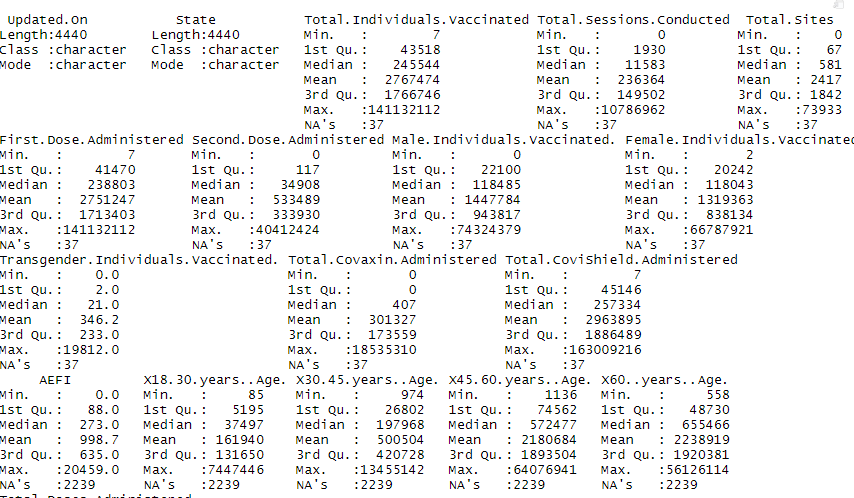 Updated.On           State           Total.Individuals.Vaccinated Total.Sessions.Conducted  Total.Sites
Length:4440        Length:4440        Min.   :        7            Min.   :       0         Min.   :    0
Class :character   Class :character   1st Qu.:    43518            1st Qu.:    1930         1st Qu.:   67
Mode  :character   Mode  :character   Median :   245544            Median :   11583         Median :  581
Mean   :  2767474            Mean   :  236364         Mean   : 2417
3rd Qu.:  1766746            3rd Qu.:  149502         3rd Qu.: 1842
Max.   :141132112            Max.   :10786962         Max.   :73933
NA's   :37                   NA's   :37               NA's   :37
First.Dose.Administered Second.Dose.Administered Male.Individuals.Vaccinated. Female.Individuals.Vaccinated
Min.   :        7       Min.   :       0         Min.   :       0             Min.   :       2
1st Qu.:    41470       1st Qu.:     117         1st Qu.:   22100             1st Qu.:   20242
Median :   238803       Median :   34908         Median :  118485             Median :  118043
Mean   :  2751247       Mean   :  533489         Mean   : 1447784             Mean   : 1319363
3rd Qu.:  1713403       3rd Qu.:  333930         3rd Qu.:  943817             3rd Qu.:  838134
Max.   :141132112       Max.   :40412424         Max.   :74324379             Max.   :66787921
NA's   :37              NA's   :37               NA's   :37                   NA's   :37
Transgender.Individuals.Vaccinated. Total.Covaxin.Administered Total.CoviShield.Administered
Min.   :    0.0                     Min.   :       0           Min.   :        7
1st Qu.:    2.0                     1st Qu.:       0           1st Qu.:    45146
Median :   21.0                     Median :     407           Median :   257334
Mean   :  346.2                     Mean   :  301327           Mean   :  2963895
3rd Qu.:  233.0                     3rd Qu.:  173559           3rd Qu.:  1886489
Max.   :19812.0                     Max.   :18535310           Max.   :163009216
NA's   :37                          NA's   :37                 NA's   :37
AEFI         X18.30.years..Age. X30.45.years..Age. X45.60.years..Age. X60..years..Age.
Min.   :    0.0   Min.   :     85    Min.   :     974   Min.   :    1136   Min.   :     558
1st Qu.:   88.0   1st Qu.:   5195    1st Qu.:   26802   1st Qu.:   74562   1st Qu.:   48730
Median :  273.0   Median :  37497    Median :  197968   Median :  572477   Median :  655466
Mean   :  998.7   Mean   : 161940    Mean   :  500504   Mean   : 2180684   Mean   : 2238919
3rd Qu.:  635.0   3rd Qu.: 131650    3rd Qu.:  420728   3rd Qu.: 1893504   3rd Qu.: 1920381
Max.   :20459.0   Max.   :7447446    Max.   :13455142   Max.   :64076941   Max.   :56126114
NA's   :2239      NA's   :2239       NA's   :2239       NA's   :2239       NA's   :2239
Total.Doses.Administered